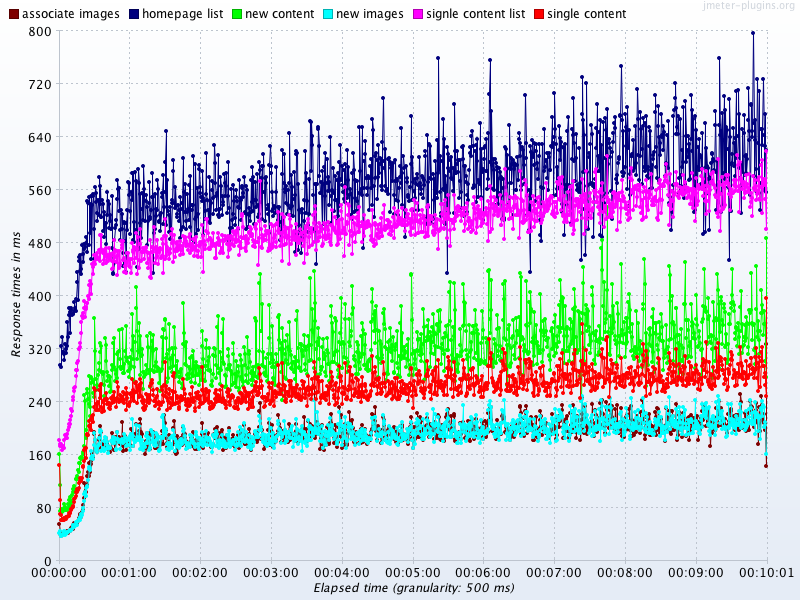 associate images homepage list new content new images signle content list single content
jmeter-plugins.org
800
720
640
560
480
400
320
240
160
80
0
Response times in ms
00:00:00 00:01:00 00:02:00 00:03:00 00:04:00 00:05:00 00:06:00 00:07:00 00:08:00 00:09:00 00:10:01
Elapsed time (granularity: 500 ms)